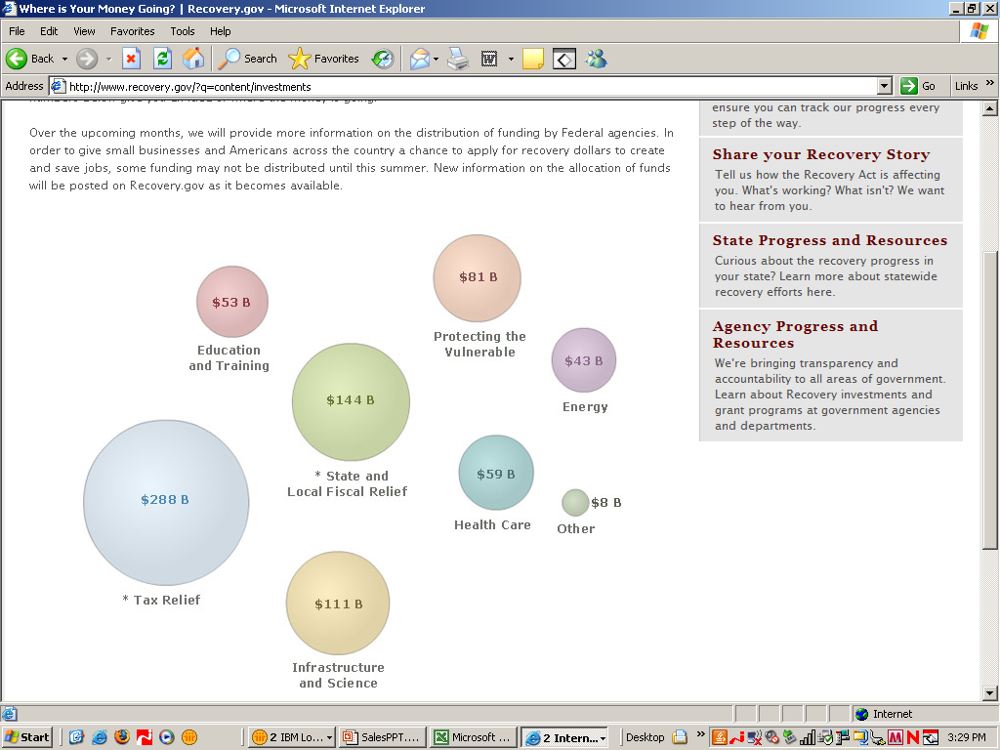 Where is Your Money Going? | Recovery.gov - Microsoft Internet Explorer
File Edit View Favorites Tools Help
Back Search Favorites
Address http://www.recovery.gov/?q=content/investments Go Links »
Over the upcoming months, we will provide more information on the distribution of funding by Federal agencies. In
order to give small businesses and Americans across the country a chance to apply for recovery dollars to create
and save jobs, some funding may not be distributed until this summer. New information on the allocation of funds
will be posted on Recovery.gov as it becomes available.
$53 B
Education
and Training
$81 B
Protecting the
Vulnerable
$43 B
Energy
$144 B
* State and
Local Fiscal Relief
$288 B
* Tax Relief
$59 B
Health Care
$8 B
Other
$111 B
Infrastructure
and Science
ensure you can track our progress every
step of the way.
Share your Recovery Story
Tell us how the Recovery Act is affecting
you. What's working? What isn't? We want
to hear from you.
State Progress and Resources
Curious about the recovery progress in
your state? Learn more about statewide
recovery efforts here.
Agency Progress and
Resources
We're bringing transparency and
accountability to all areas of government.
Learn about Recovery investments and
grant programs at government agencies
and departments.
Internet
Start 2 IBM Lo... SalesPPT.... Microsoft ... 2 Intern... Desktop » 3:29 PM